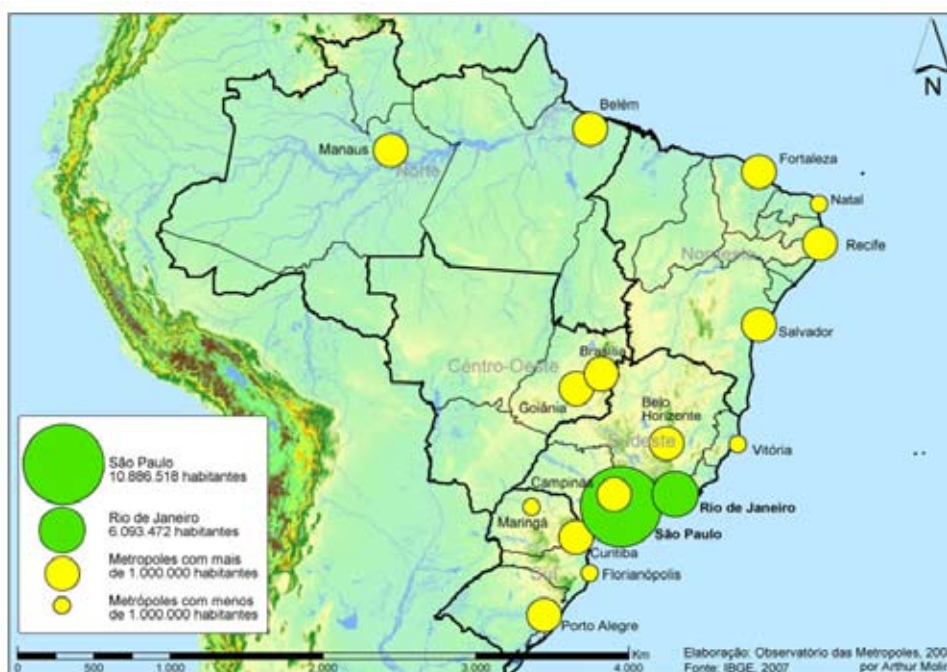 N
Belém
Manaus
Norte
Fortaleza
Natal
Nordeste
Recife
Salvador
Brasília
Centro-Oeste
Goiânia
Belo
Horizonte
Sudeste
Vitória
Campinas
Rio de Janeiro
Maringá
São Paulo
Curitiba
Florianópolis
Sul
Porto Alegre
São Paulo
10.886.518 habitantes
Rio de Janeiro
6.093.472 habitantes
Metropoles com mais
de 1.000.000 habitantes
Metrópoles com menos
de 1.000.000 habitantes
0 500 1.000 2.000 3.000 4.000 Km
Elaboração: Observatório das Metropoles,
Fonte: IBGE, 2007 por Arthur